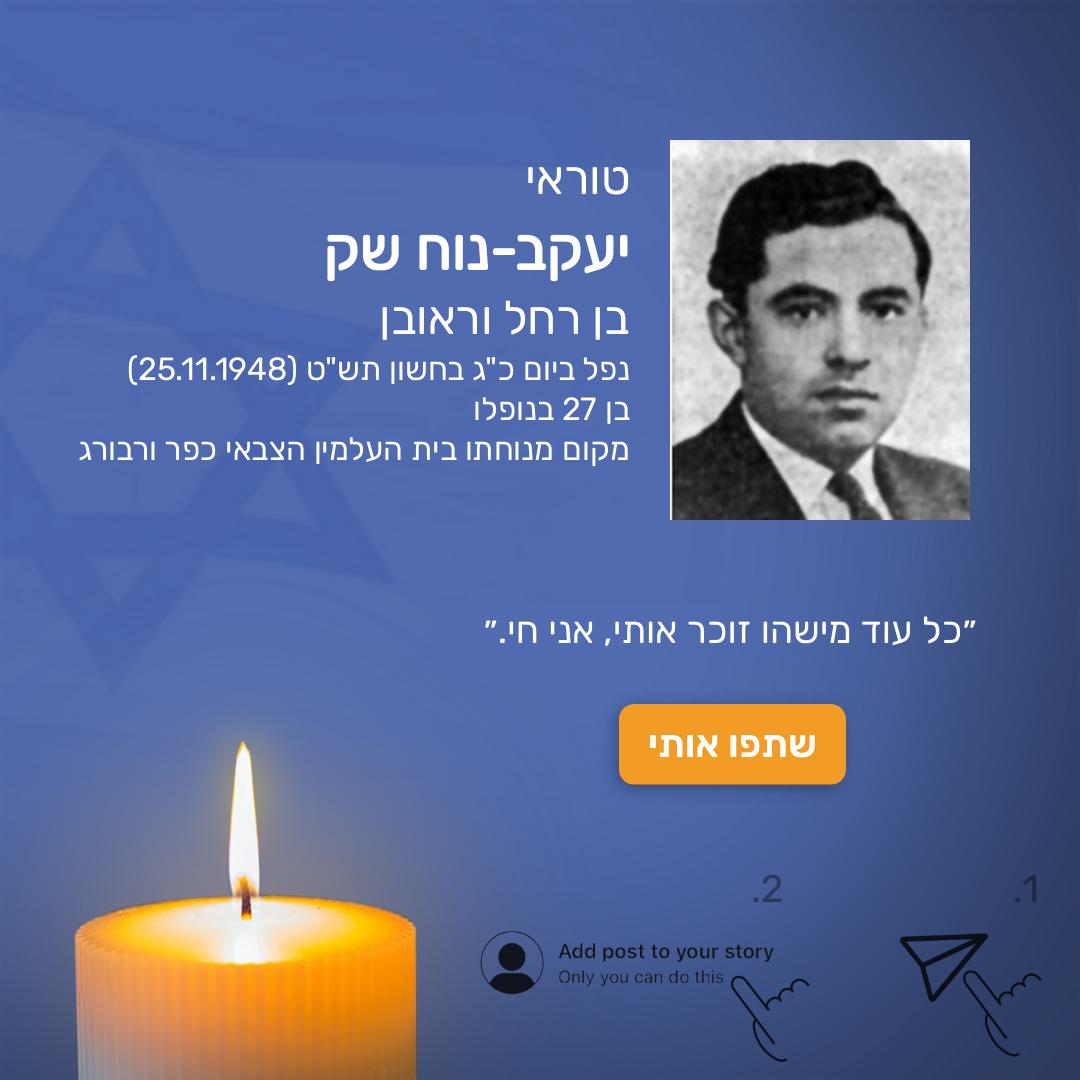 טוראי
יעקב-נוח שק
בן רחל וראובן
נפל ביום כ"ג בחשון תש"ט (25.11.1948)
בן 27 בנופלו
מקום מנוחתו בית העלמין הצבאי כפר ורבורג
״כל עוד מישהו זוכר אותי, אני חי.״
שתפו אותי
.1
.2
Add post to your story
Only you can do this